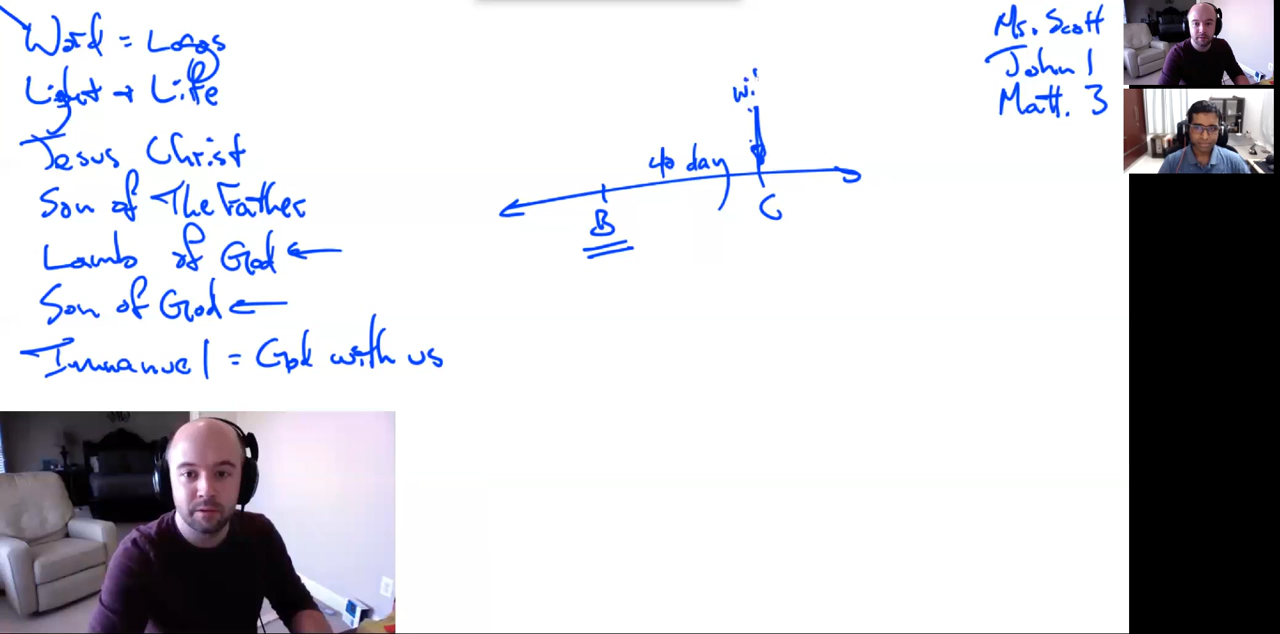 Word = Logos
Light → Life
Jesus Christ
Son of The Father
Lamb of God ←
Son of God ←
Immanuel = God with us
Wi
40 day
B
C
Ms. Scott
John 1
Matt. 3